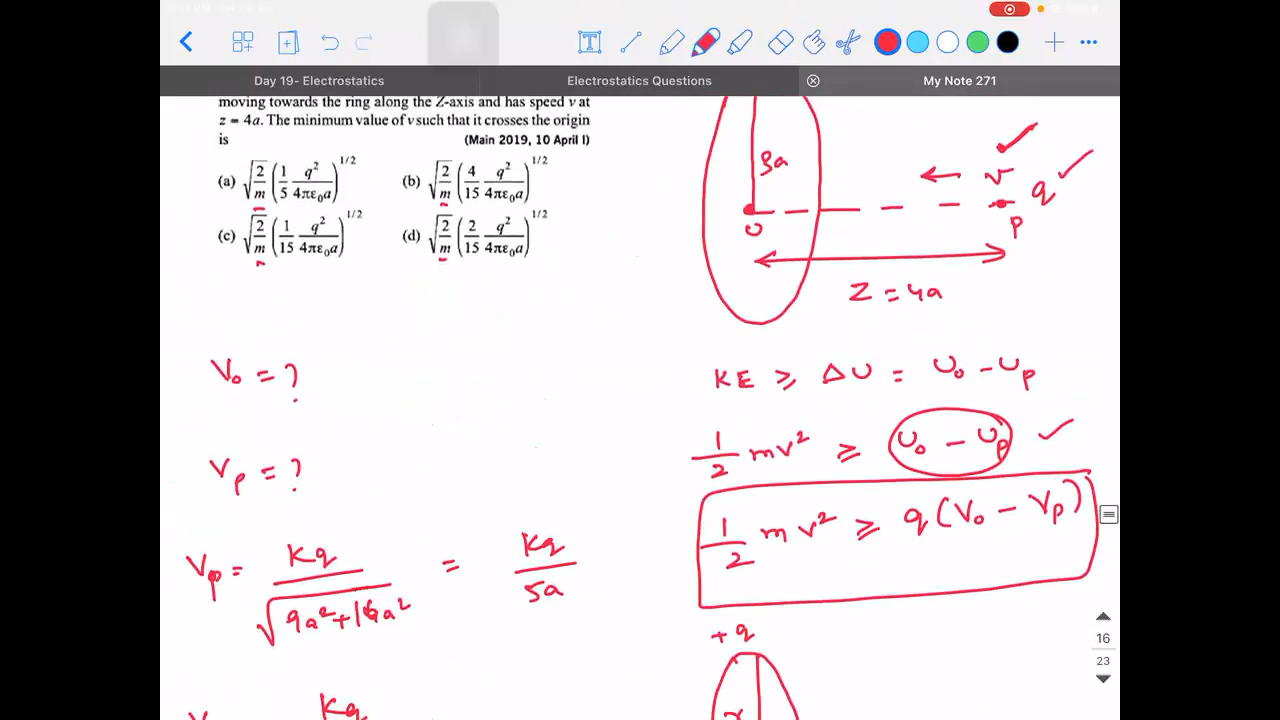 Day 19- Electrostatics
Electrostatics Questions
My Note 271
moving towards the ring along the Z-axis and has speed v at
z = 4a. The minimum value of v such that it crosses the origin
is (Main 2019, 10 April I)
(a) √(2/m) (1/5 q²/4πε₀a)^1/2
(b) √(2/m) (4/15 q²/4πε₀a)^1/2
(c) √(2/m) (1/15 q²/4πε₀a)^1/2
(d) √(2/m) (2/15 q²/4πε₀a)^1/2
3a
v
q
O
P
Z = 4a
V₀ = ?
Vp = ?
Vp = Kq/√(9a²+16a²) = Kq/5a
Kq
KE ≥ ΔU = U₀ - Up
1/2 mv² ≥ U₀ - Up
1/2 mv² ≥ q(V₀ - Vp)
+q
16
23